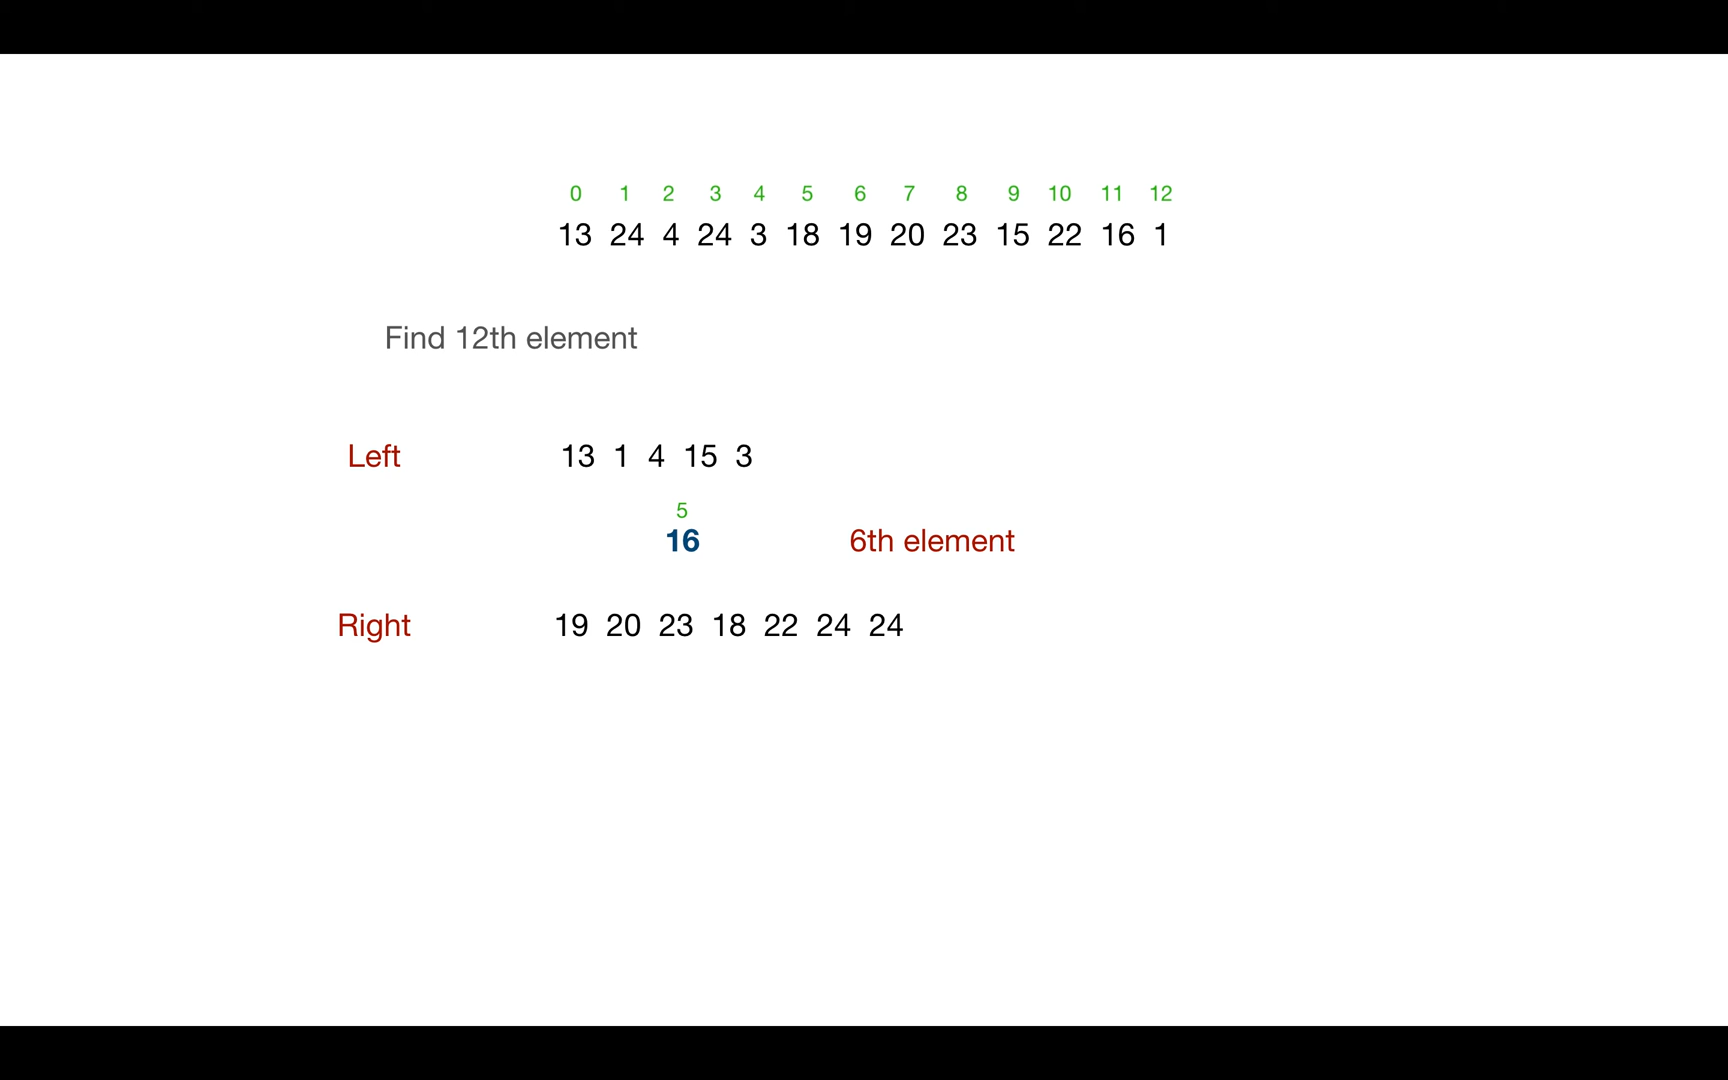 0 1 2 3 4 5 6 7 8 9 10 11 12
13 24 4 24 3 18 19 20 23 15 22 16 1
Find 12th element
Left 13 1 4 15 3
5
16 6th element
Right 19 20 23 18 22 24 24